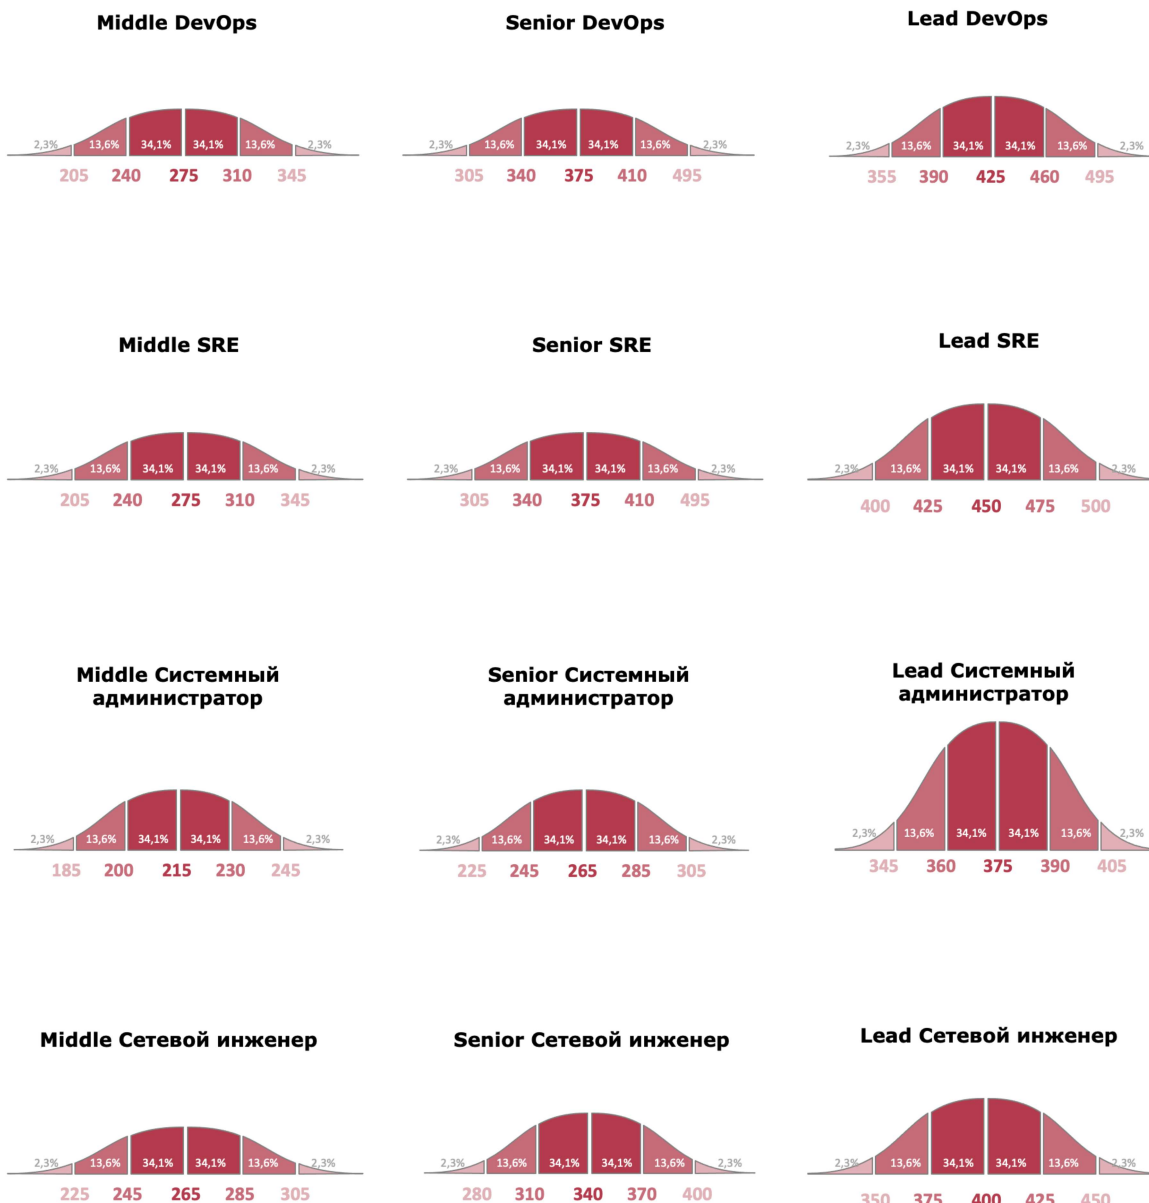 Middle DevOps
2,3% 13,6% 34,1% 34,1% 13,6% 2,3%
205 240 275 310 345
Senior DevOps
2,3% 13,6% 34,1% 34,1% 13,6% 2,3%
305 340 375 410 495
Lead DevOps
2,3% 13,6% 34,1% 34,1% 13,6% 2,3%
355 390 425 460 495
Middle SRE
2,3% 13,6% 34,1% 34,1% 13,6% 2,3%
205 240 275 310 345
Senior SRE
2,3% 13,6% 34,1% 34,1% 13,6% 2,3%
305 340 375 410 495
Lead SRE
2,3% 13,6% 34,1% 34,1% 13,6% 2,3%
400 425 450 475 500
Middle Системный
администратор
2,3% 13,6% 34,1% 34,1% 13,6% 2,3%
185 200 215 230 245
Senior Системный
администратор
2,3% 13,6% 34,1% 34,1% 13,6% 2,3%
225 245 265 285 305
Lead Системный
администратор
2,3% 13,6% 34,1% 34,1% 13,6% 2,3%
345 360 375 390 405
Middle Сетевой инженер
2,3% 13,6% 34,1% 34,1% 13,6% 2,3%
225 245 265 285 305
Senior Сетевой инженер
2,3% 13,6% 34,1% 34,1% 13,6% 2,3%
280 310 340 370 400
Lead Сетевой инженер
2,3% 13,6% 34,1% 34,1% 13,6% 2,3%
350 375 400 425 450